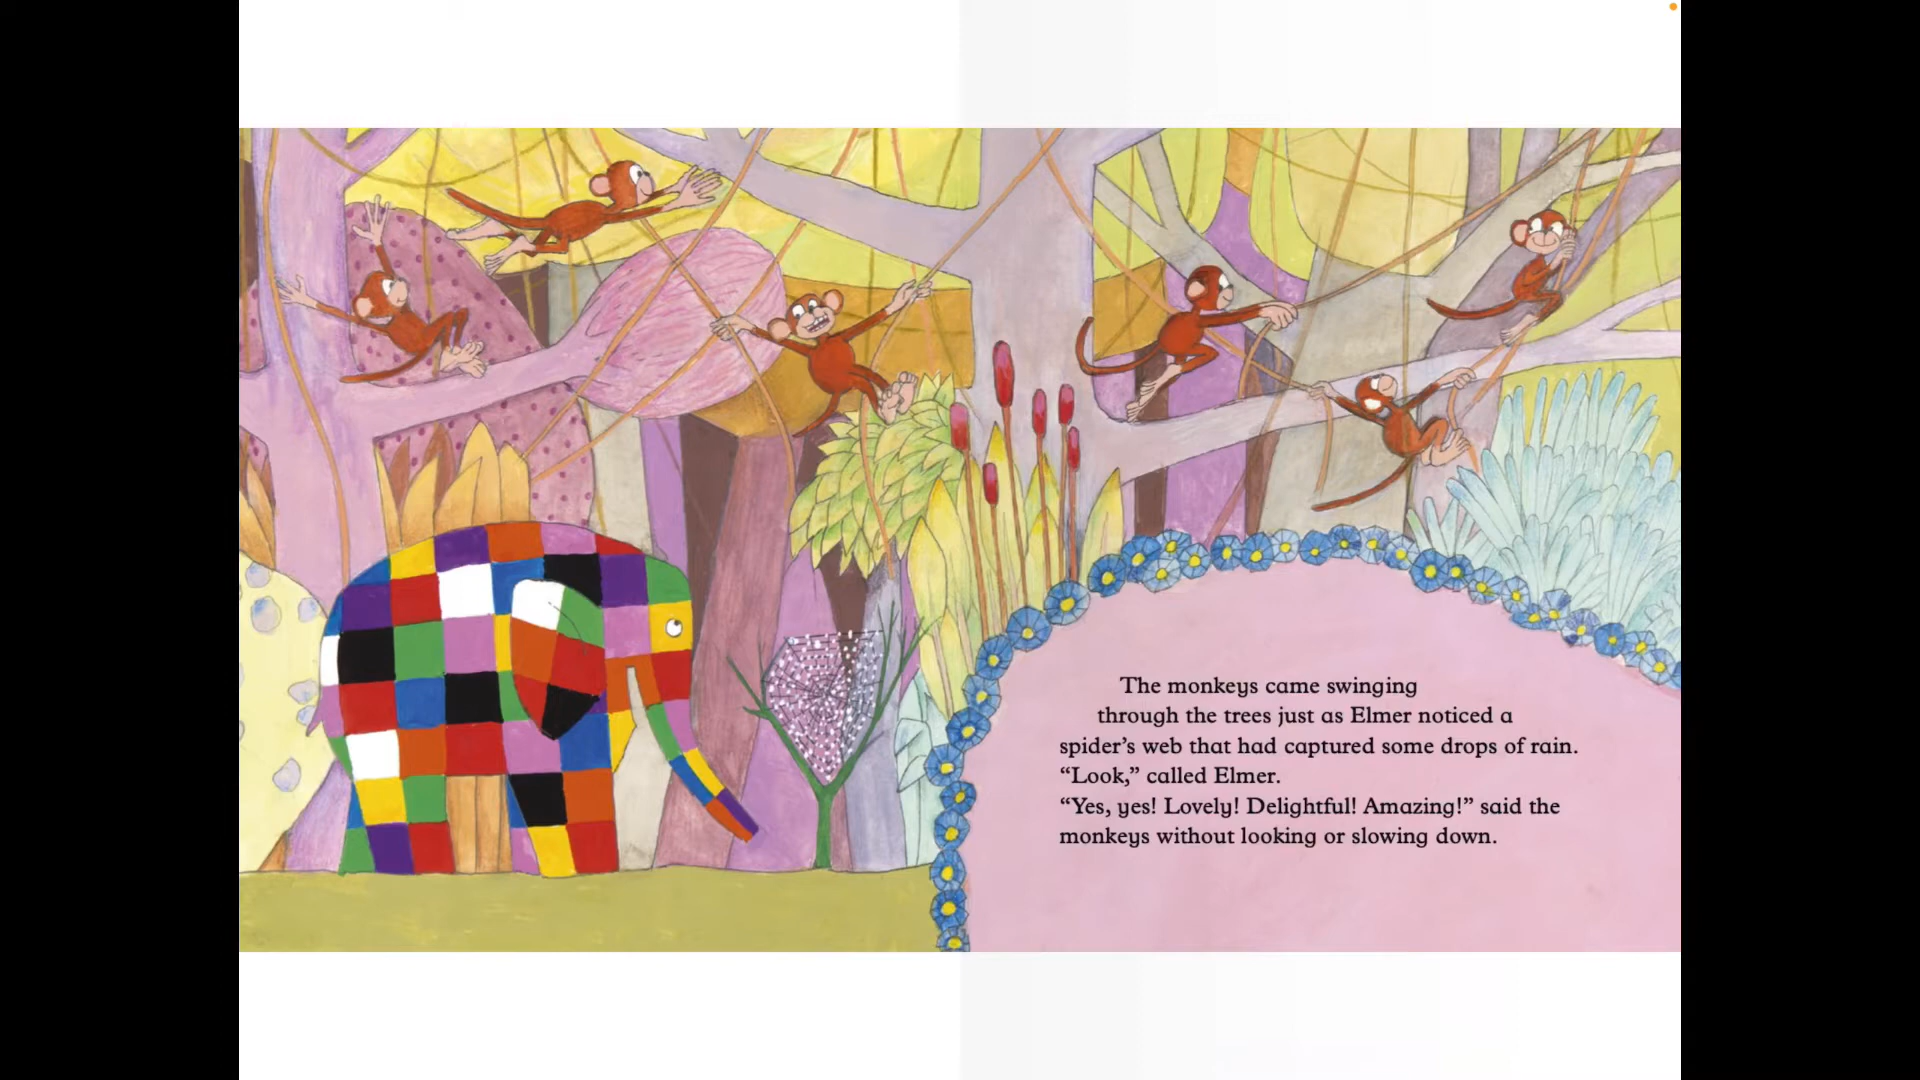 The monkeys came swinging
through the trees just as Elmer noticed a
spider’s web that had captured some drops of rain.
“Look,” called Elmer.
“Yes, yes! Lovely! Delightful! Amazing!” said the
monkeys without looking or slowing down.